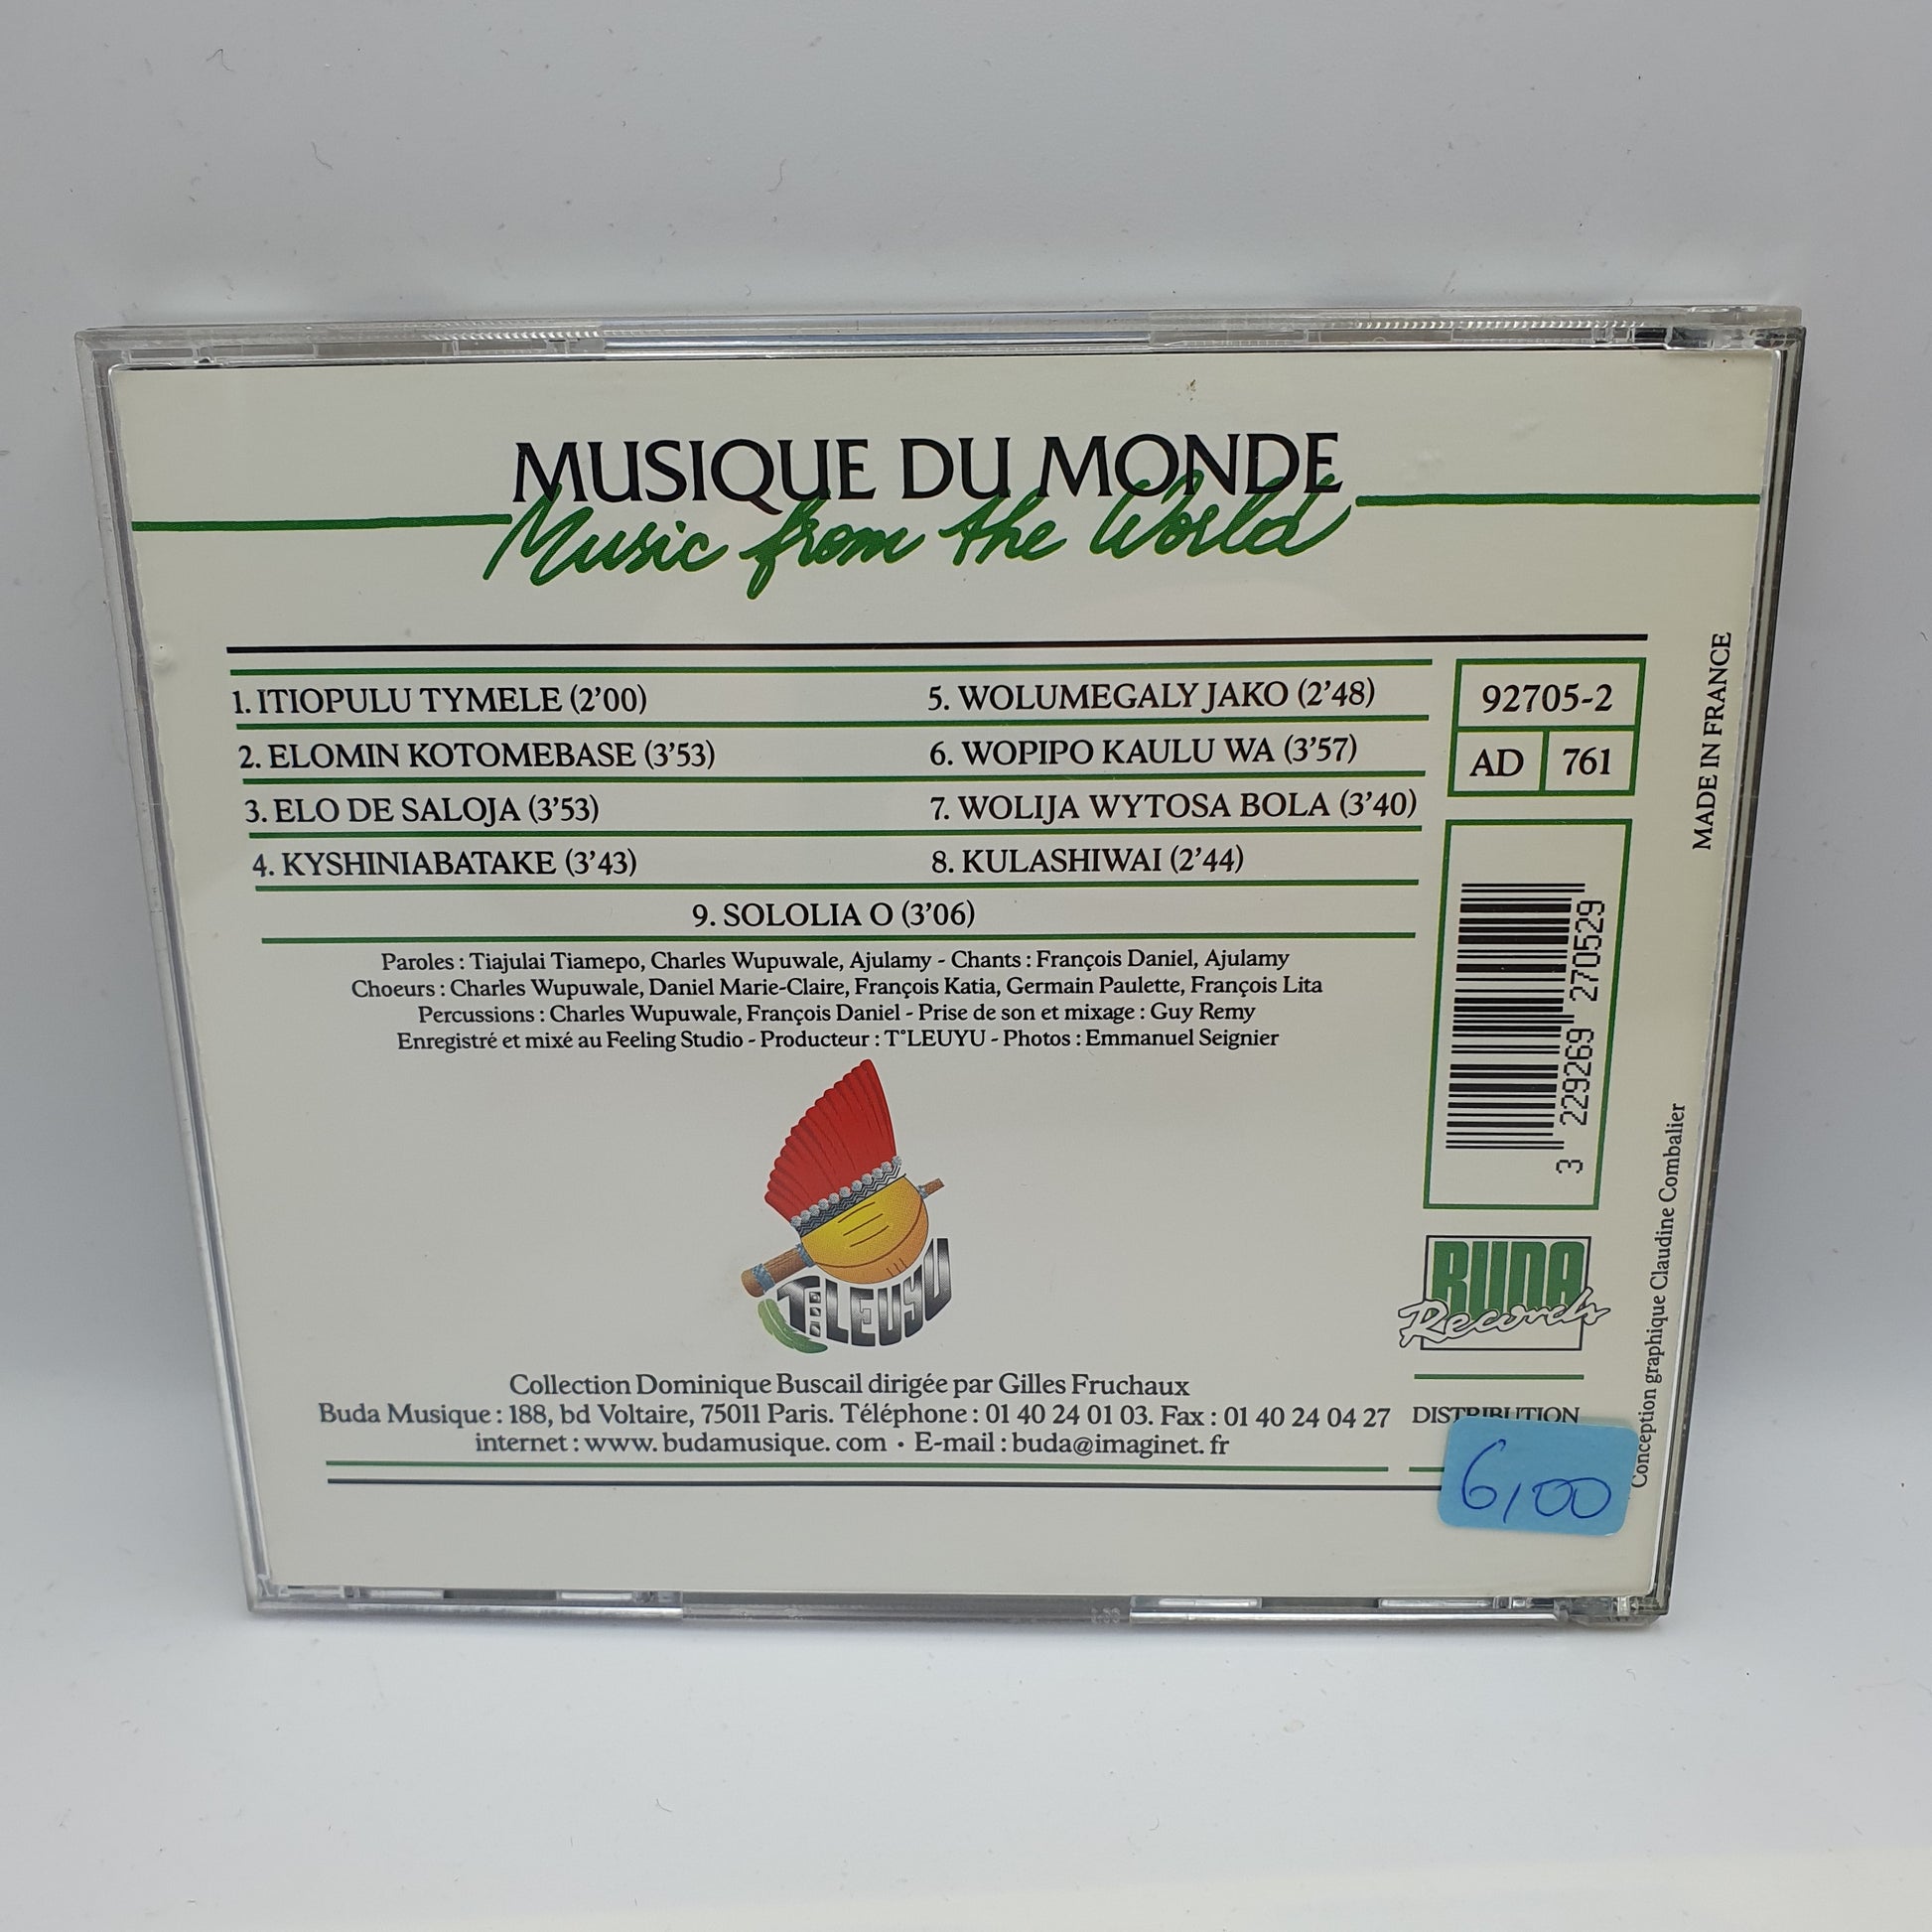 MUSIQUE DU MONDE
Music from the World
1. ITIOPULU TYMELE (2'00)
2. ELOMIN KOTOMEBASE (3'53)
3. ELO DE SALOJA (3'53)
4. KYSHINIABATAKE (3'43)
5. WOLUMEGALY JAKO (2'48)
6. WOPIPO KAULU WA (3'57)
7. WOLIJA WYTOSA BOLA (3'40)
8. KULASHIWAI (2'44)
9. SOLOLIA O (3'06)
Paroles : Tiajulai Tiamepo, Charles Wupuwale, Ajulamy - Chants : François Daniel, Ajulamy
Choeurs : Charles Wupuwale, Daniel Marie-Claire, François Katia, Germain Paulette, François Lita
Percussions : Charles Wupuwale, François Daniel - Prise de son et mixage : Guy Remy
Enregistré et mixé au Feeling Studio - Producteur : T°LEUYU - Photos : Emmanuel Seignier
T LEUYU
Collection Dominique Buscail dirigée par Gilles Fruchaux
Buda Musique : 188, bd Voltaire, 75011 Paris. Téléphone : 01 40 24 01 03. Fax : 01 40 24 04 27
internet : www. budamusique. com • E-mail : buda@imaginet. fr
92705-2
AD 761
3 229269 270529
BUDA
Records
DISTRIBUTION
6,00
MADE IN FRANCE
Conception graphique Claudine Combalier